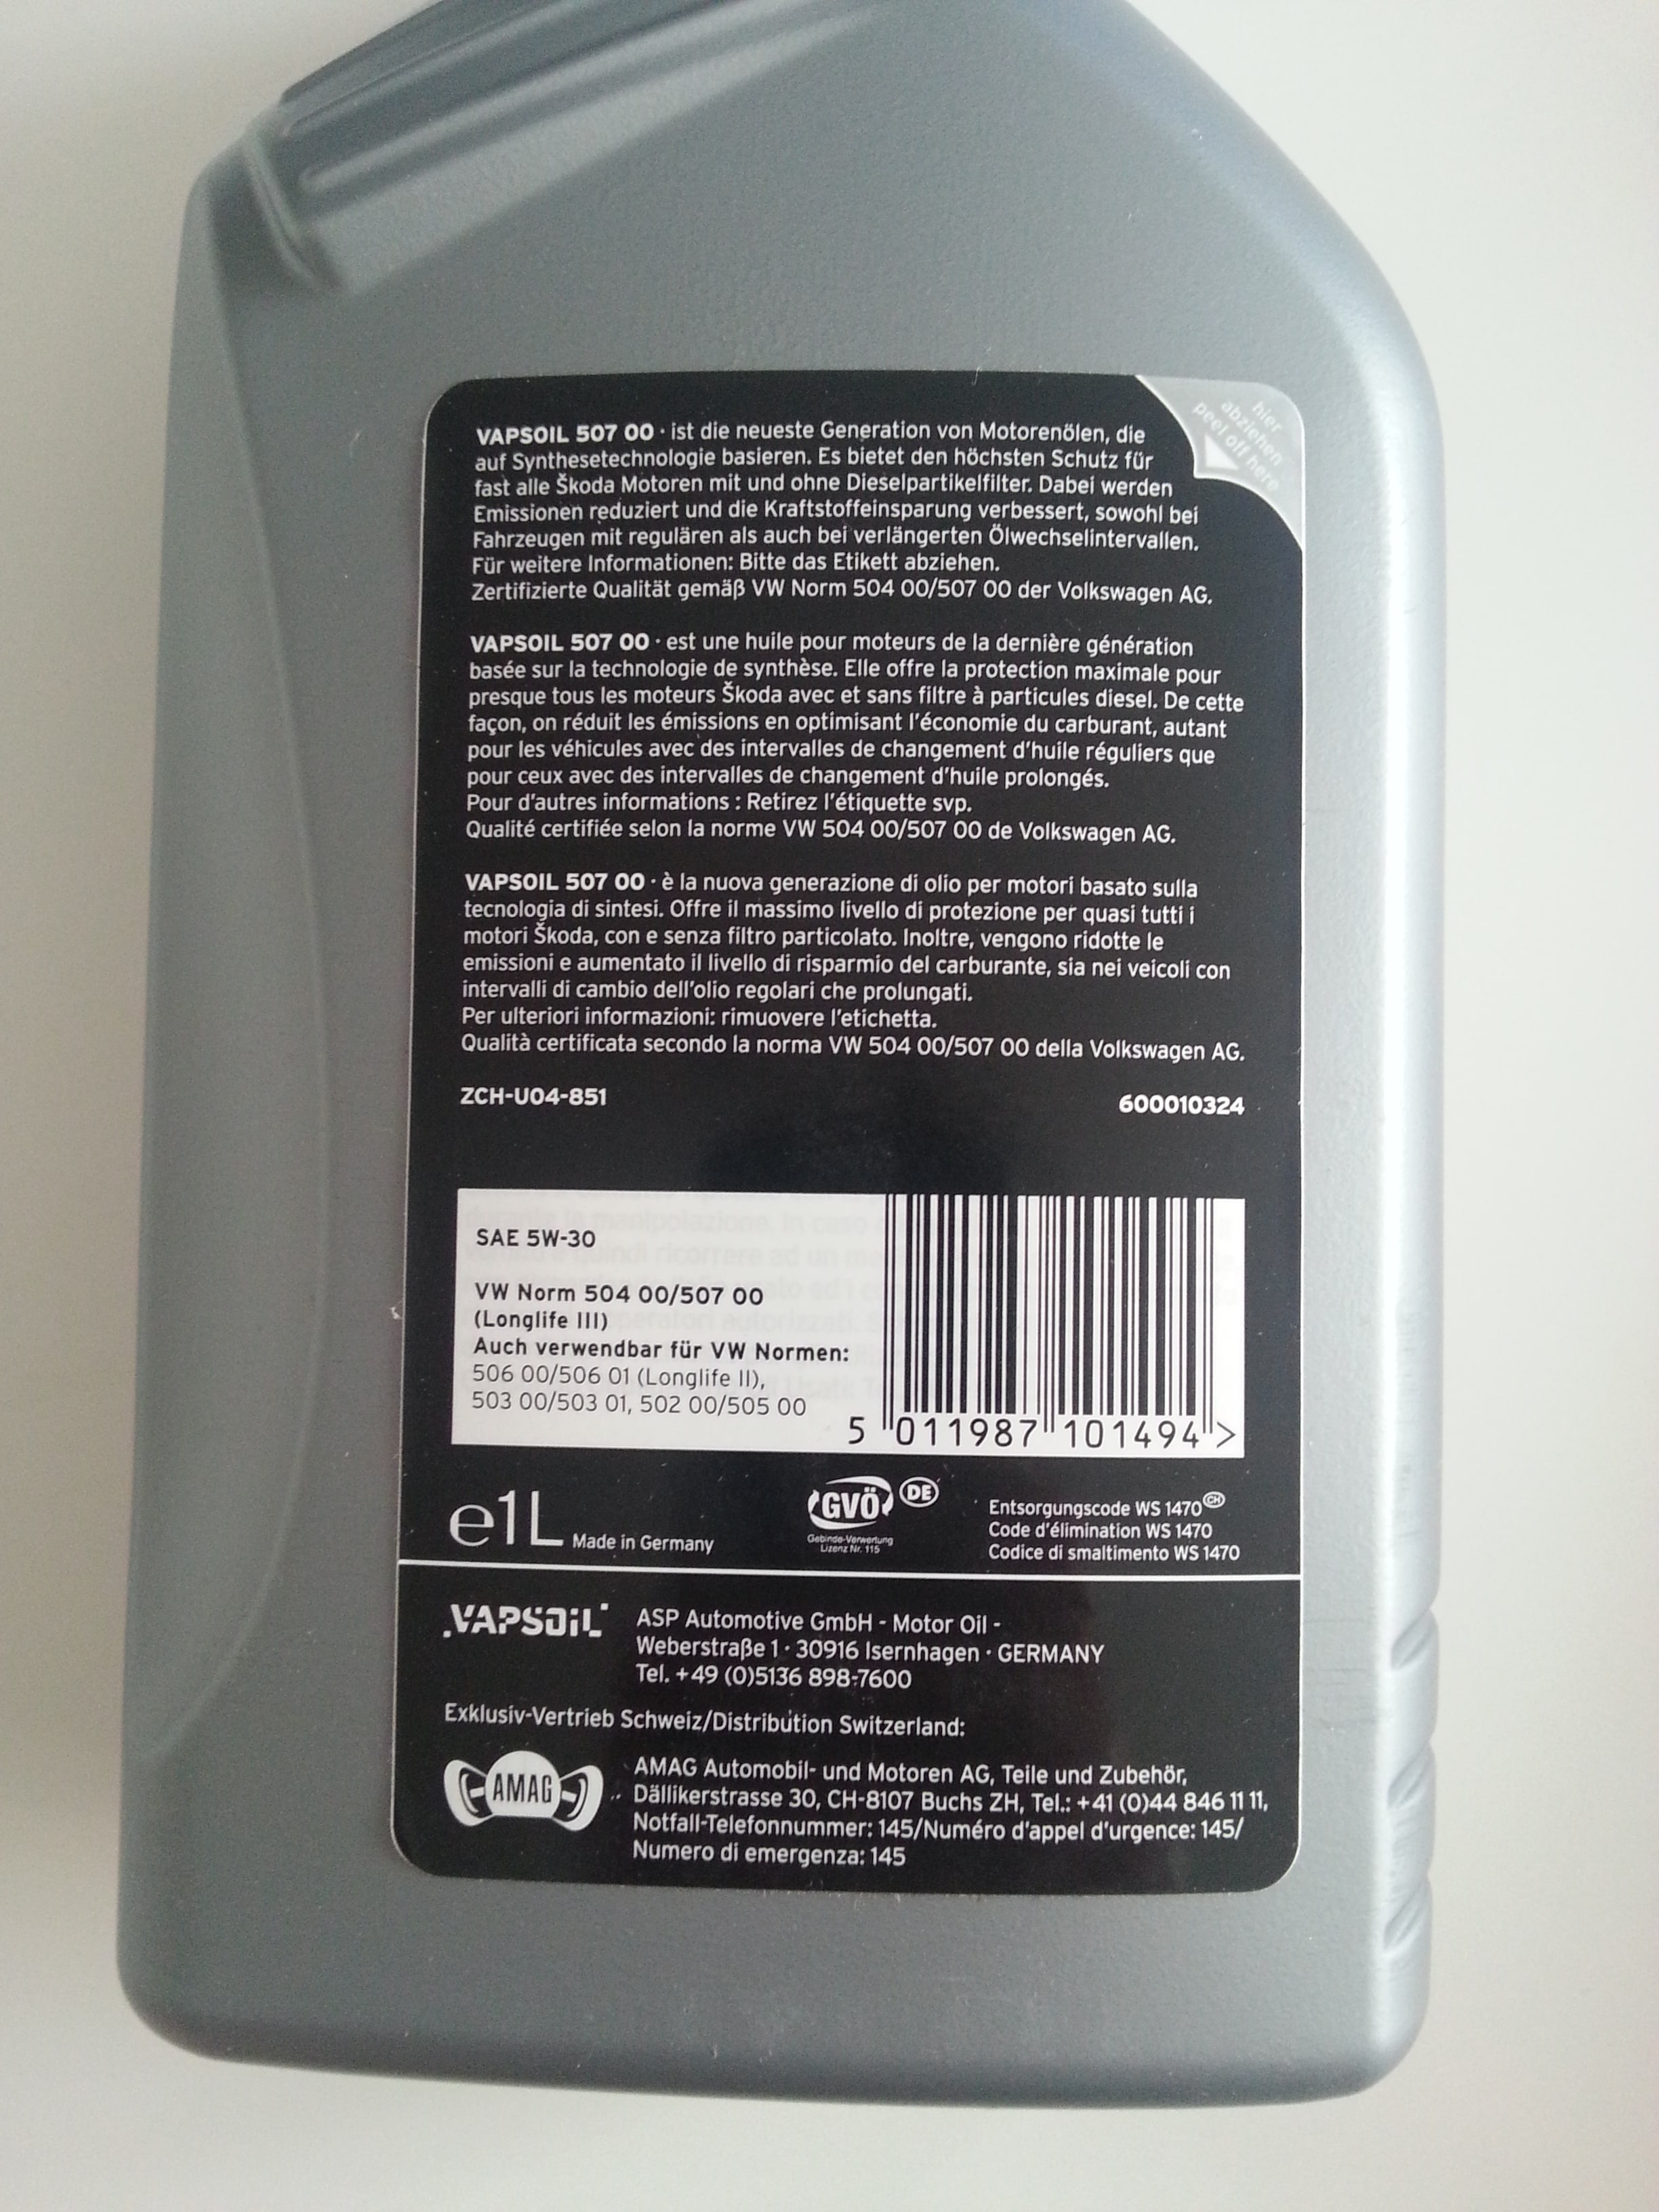 hier
abziehen
peel off here
VAPSOIL 507 00 · ist die neueste Generation von Motorenölen, die
auf Synthesetechnologie basieren. Es bietet den höchsten Schutz für
fast alle Škoda Motoren mit und ohne Dieselpartikelfilter. Dabei werden
Emissionen reduziert und die Kraftstoffeinsparung verbessert, sowohl bei
Fahrzeugen mit regulären als auch bei verlängerten Ölwechselintervallen.
Für weitere Informationen: Bitte das Etikett abziehen.
Zertifizierte Qualität gemäß VW Norm 504 00/507 00 der Volkswagen AG.
VAPSOIL 507 00 · est une huile pour moteurs de la dernière génération
basée sur la technologie de synthèse. Elle offre la protection maximale pour
presque tous les moteurs Škoda avec et sans filtre à particules diesel. De cette
façon, on réduit les émissions en optimisant l'économie du carburant, autant
pour les véhicules avec des intervalles de changement d'huile réguliers que
pour ceux avec des intervalles de changement d'huile prolongés.
Pour d'autres informations : Retirez l'étiquette svp.
Qualité certifiée selon la norme VW 504 00/507 00 de Volkswagen AG.
VAPSOIL 507 00 · è la nuova generazione di olio per motori basato sulla
tecnologia di sintesi. Offre il massimo livello di protezione per quasi tutti i
motori Škoda, con e senza filtro particolato. Inoltre, vengono ridotte le
emissioni e aumentato il livello di risparmio del carburante, sia nei veicoli con
intervalli di cambio dell'olio regolari che prolungati.
Per ulteriori informazioni: rimuovere l'etichetta.
Qualità certificata secondo la norma VW 504 00/507 00 della Volkswagen AG.
ZCH-U04-851 600010324
SAE 5W-30
VW Norm 504 00/507 00
(Longlife III)
Auch verwendbar für VW Normen:
506 00/506 01 (Longlife II),
503 00/503 01, 502 00/505 00
5 011987 101494 >
e1L Made in Germany
GVÖ DE
Gebinde-Verwertung
Lizenz Nr. 115
Entsorgungscode WS 1470 CH
Code d'élimination WS 1470
Codice di smaltimento WS 1470
VAPSOIL
ASP Automotive GmbH - Motor Oil -
Weberstraße 1 · 30916 Isernhagen · GERMANY
Tel. +49 (0)5136 898-7600
Exklusiv-Vertrieb Schweiz/Distribution Switzerland:
AMAG
AMAG Automobil- und Motoren AG, Teile und Zubehör,
Dällikerstrasse 30, CH-8107 Buchs ZH, Tel.: +41 (0)44 846 11 11,
Notfall-Telefonnummer: 145/Numéro d'appel d'urgence: 145/
Numero di emergenza: 145